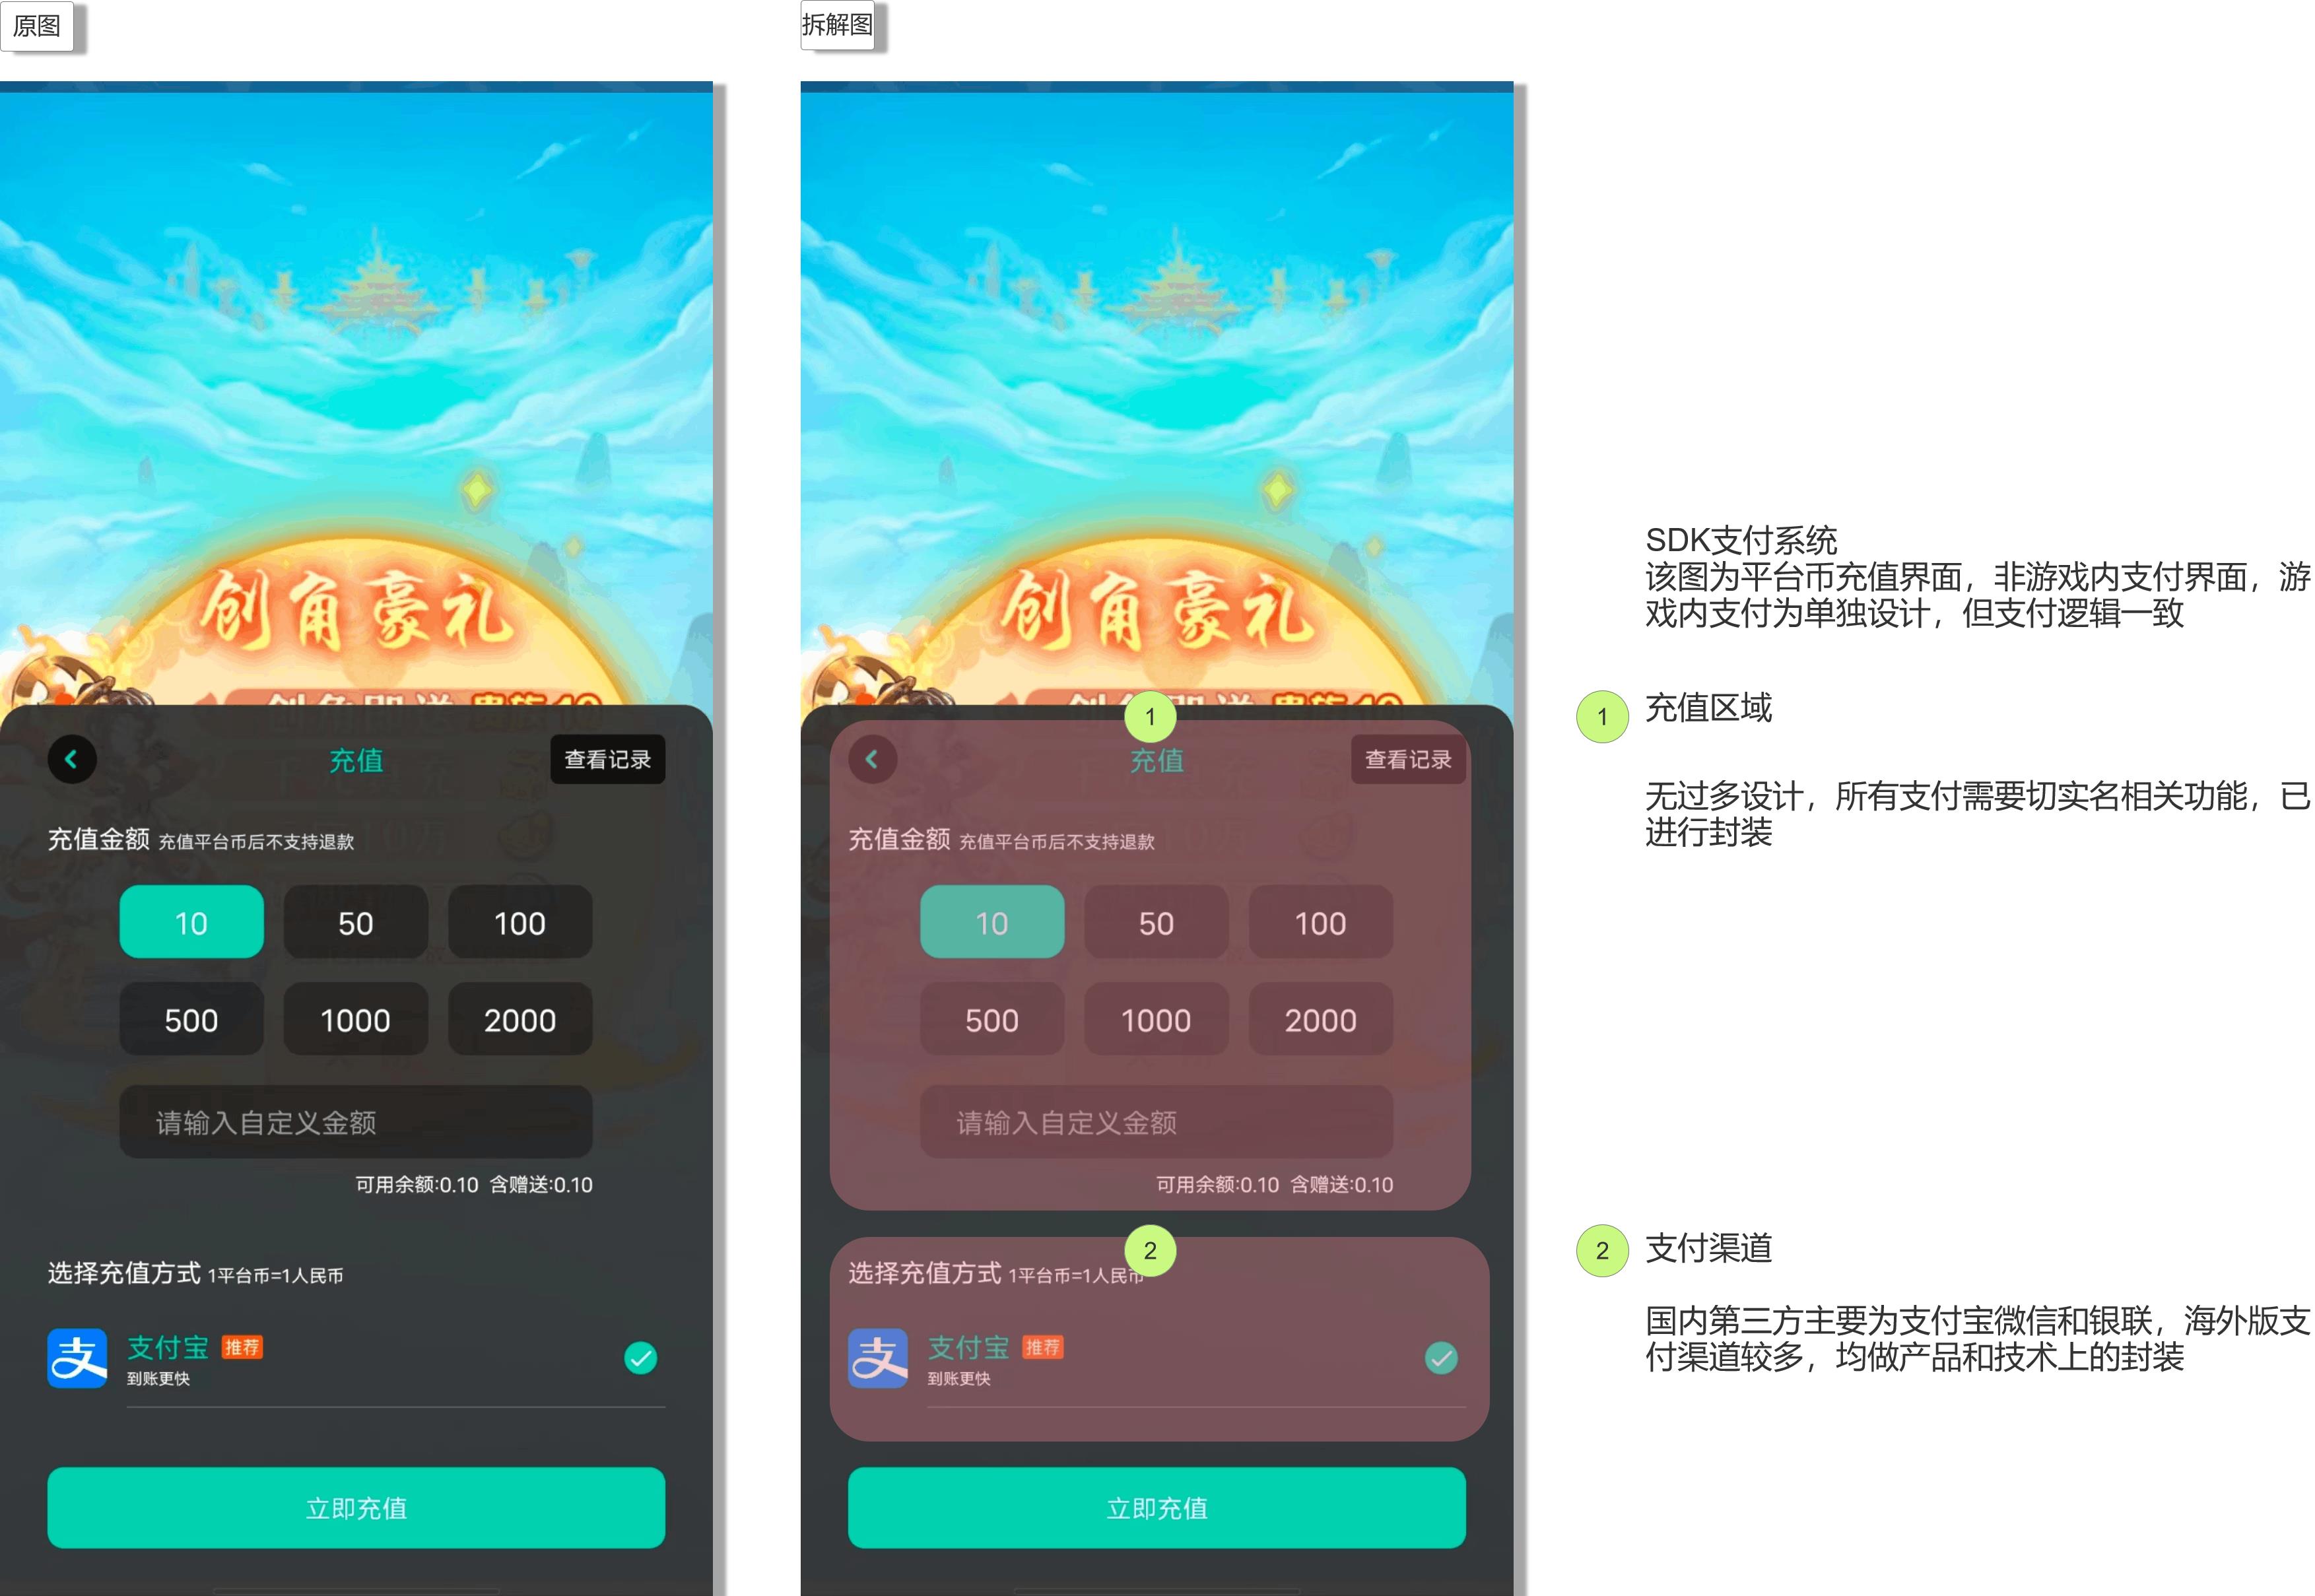 原图
创角豪礼
充值
查看记录
充值金额 充值平台币后不支持退款
10
50
100
500
1000
2000
请输入自定义金额
可用余额:0.10 含赠送:0.10
选择充值方式 1平台币=1人民币
支
支付宝 推荐
到账更快
立即充值
拆解图
创角豪礼
1
充值
查看记录
充值金额 充值平台币后不支持退款
10
50
100
500
1000
2000
请输入自定义金额
可用余额:0.10 含赠送:0.10
2
选择充值方式 1平台币=1人民币
支
支付宝 推荐
到账更快
立即充值
SDK支付系统
该图为平台币充值界面，非游戏内支付界面，游
戏内支付为单独设计，但支付逻辑一致
1 充值区域
无过多设计，所有支付需要切实名相关功能，已
进行封装
2 支付渠道
国内第三方主要为支付宝微信和银联，海外版支
付渠道较多，均做产品和技术上的封装